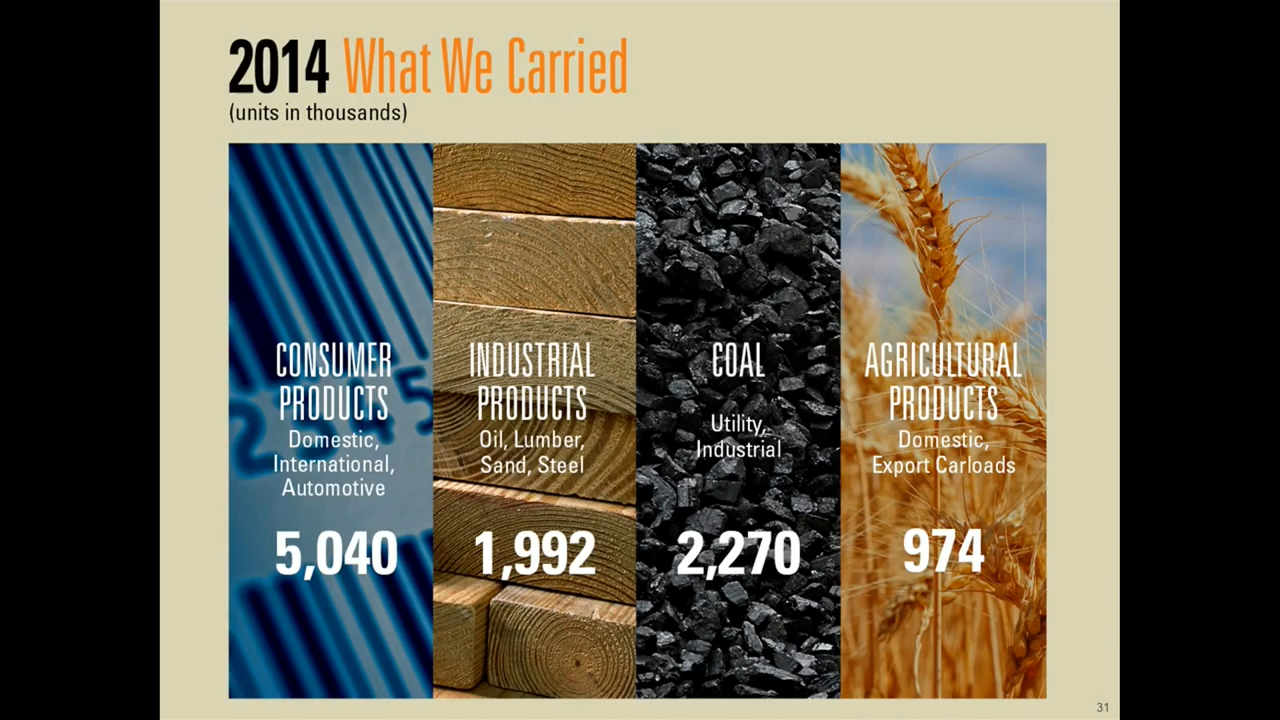 2014 What We Carried
(units in thousands)
CONSUMER
PRODUCTS
Domestic,
International,
Automotive
5,040
INDUSTRIAL
PRODUCTS
Oil, Lumber,
Sand, Steel
1,992
COAL
Utility,
Industrial
2,270
AGRICULTURAL
PRODUCTS
Domestic,
Export Carloads
974
31